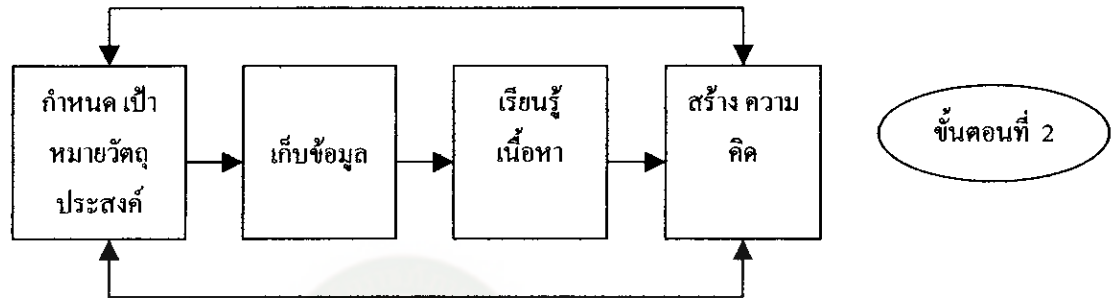 กำหนด เป้า
หมายวัตถุ
ประสงค์
เก็บข้อมูล
เรียนรู้
เนื้อหา
สร้าง ความ
คิด
ขั้นตอนที่ 2